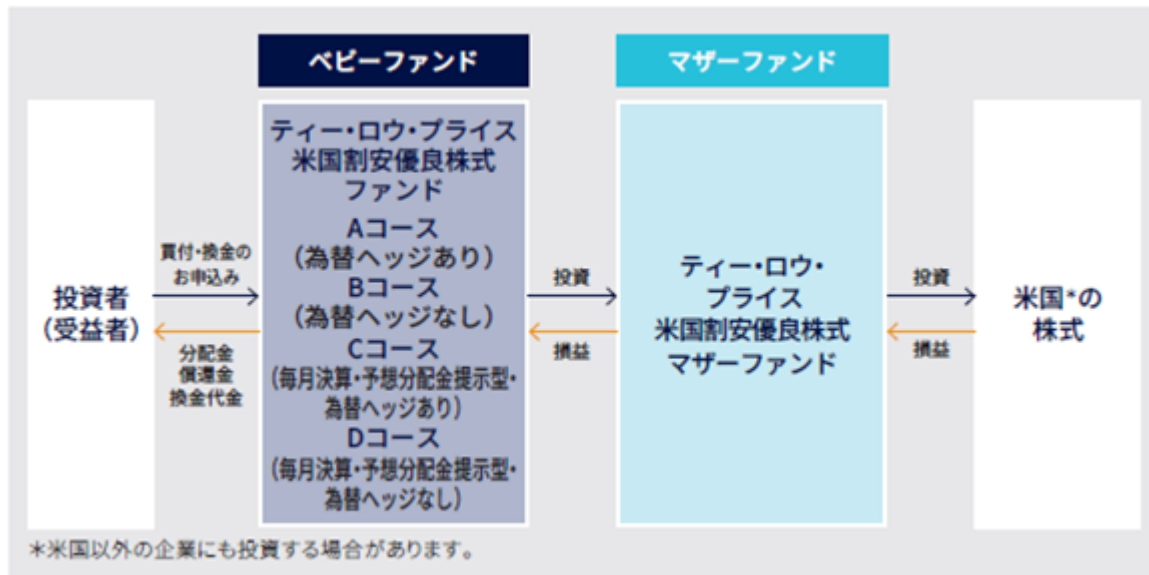 ベビーファンド
マザーファンド
投資者
(受益者)
買付・換金の
お申込み
分配金
償還金
換金代金
ティー・ロウ・プライス
米国割安優良株式
ファンド
Aコース
(為替ヘッジあり)
Bコース
(為替ヘッジなし)
Cコース
(毎月決算・予想分配金提示型・
為替ヘッジあり)
Dコース
(毎月決算・予想分配金提示型・
為替ヘッジなし)
投資
損益
ティー・ロウ・
プライス
米国割安優良株式
マザーファンド
投資
損益
米国*の
株式
*米国以外の企業にも投資する場合があります。